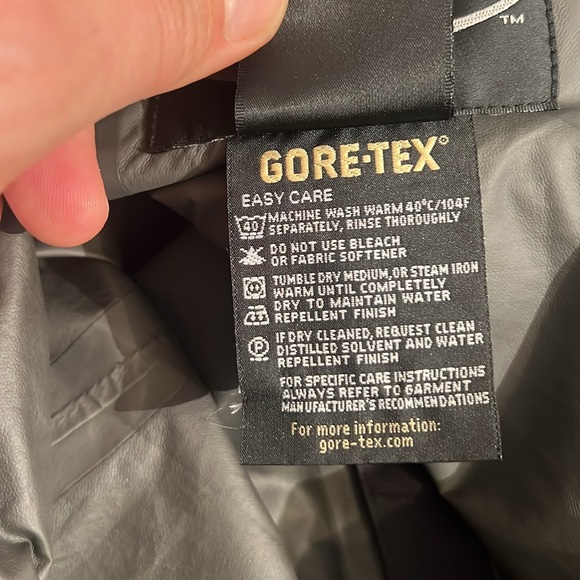 TM
GORE-TEX®
EASY CARE
40
MACHINE WASH WARM 40°C/104F
SEPARATELY, RINSE THOROUGHLY
DO NOT USE BLEACH
OR FABRIC SOFTENER
TUMBLE DRY MEDIUM, OR STEAM IRON
WARM UNTIL COMPLETELY
DRY TO MAINTAIN WATER
REPELLENT FINISH
P
IF DRY CLEANED, REQUEST CLEAN
DISTILLED SOLVENT AND WATER
REPELLENT FINISH
FOR SPECIFIC CARE INSTRUCTIONS
ALWAYS REFER TO GARMENT
MANUFACTURER'S RECOMMENDATIONS
For more information:
gore-tex.com